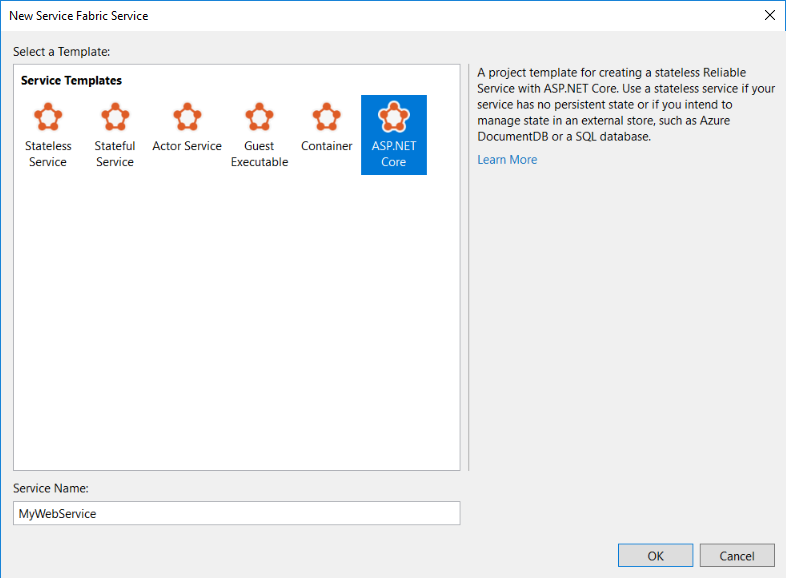 New Service Fabric Service
Select a Template:
Service Templates
Stateless
Service
Stateful
Service
Actor Service
Guest
Executable
Container
ASP.NET
Core
A project template for creating a stateless Reliable
Service with ASP.NET Core. Use a stateless service if your
service has no persistent state or if you intend to
manage state in an external store, such as Azure
DocumentDB or a SQL database.
Learn More
Service Name:
MyWebService
OK
Cancel